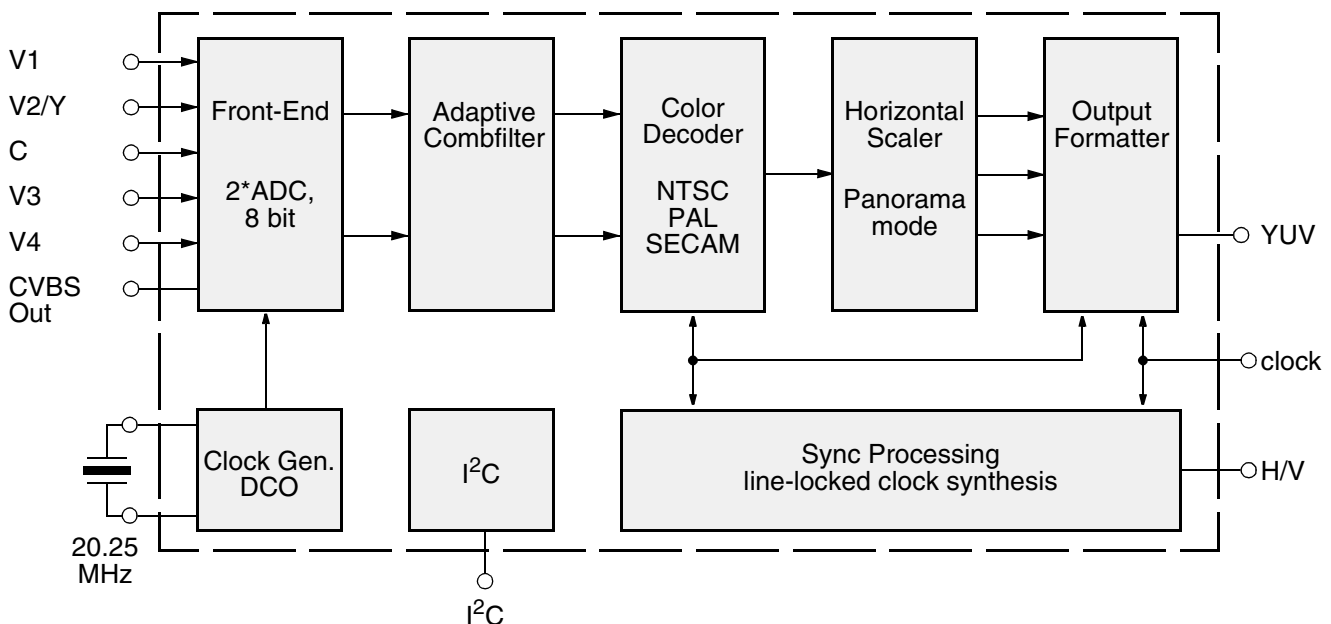 V1
V2/Y
C
V3
V4
CVBS
Out
Front-End
2*ADC,
8 bit
Adaptive
Combfilter
Color
Decoder
NTSC
PAL
SECAM
Horizontal
Scaler
Panorama
mode
Output
Formatter
YUV
clock
H/V
Clock Gen.
DCO
I²C
Sync Processing
line-locked clock synthesis
20.25
MHz
I²C